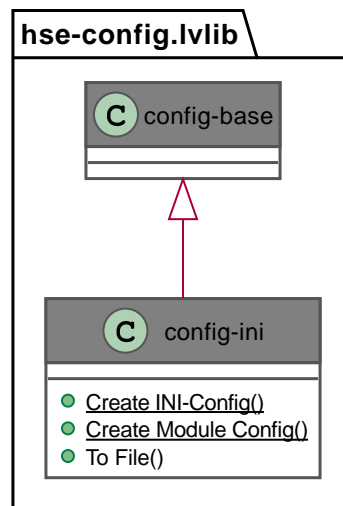 hse-config.lvlib
C config-base
C config-ini
Create INI-Config()
Create Module Config()
To File()